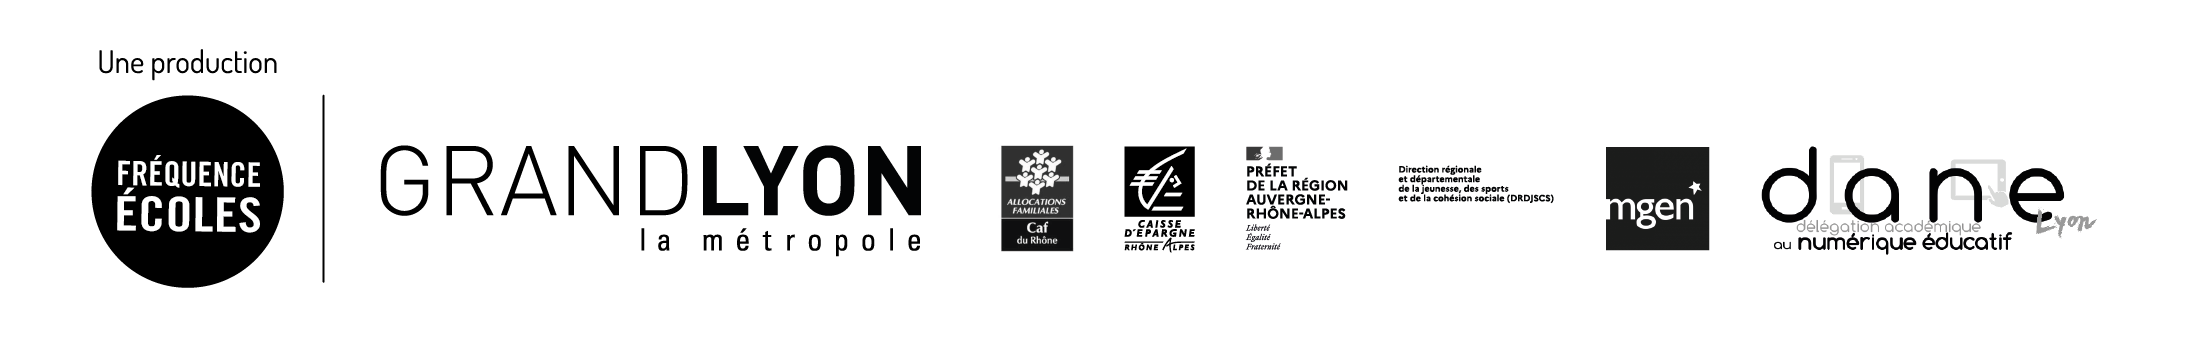 Une production
FRÉQUENCE
ÉCOLES
GRANDLYON
la métropole
ALLOCATIONS
FAMILIALES
Caf
du Rhône
CAISSE
D'ÉPARGNE
RHÔNE ALPES
PRÉFET
DE LA RÉGION
AUVERGNE-
RHÔNE-ALPES
Liberté
Égalité
Fraternité
Direction régionale
et départementale
de la jeunesse, des sports
et de la cohésion sociale (DRDJSCS)
mgen
dane
délégation académique
Lyon
au numérique éducatif